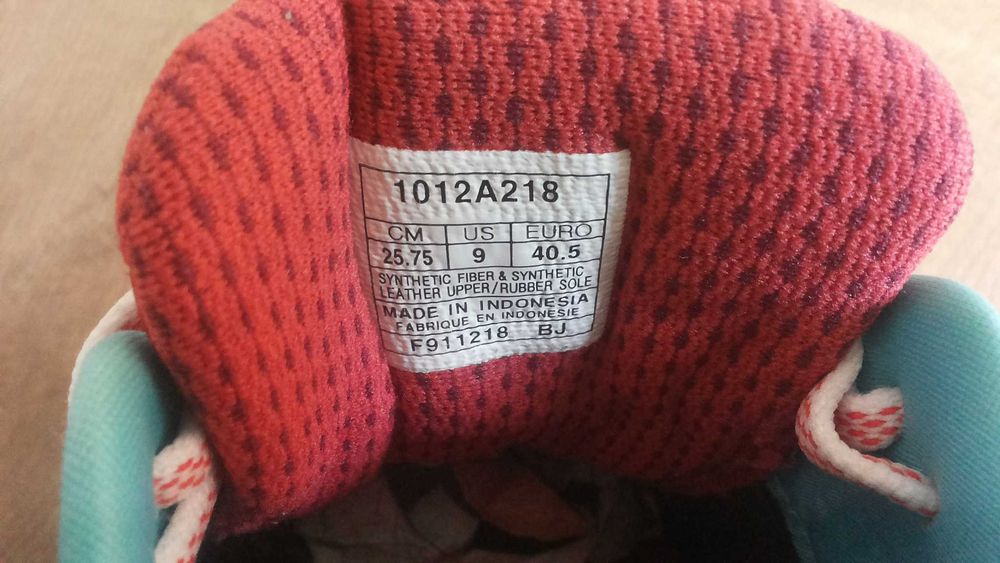 1012A218
CM US EURO
25.75 9 40.5
SYNTHETIC FIBER & SYNTHETIC
LEATHER UPPER/RUBBER SOLE
MADE IN INDONESIA
FABRIQUE EN INDONESIE
F911218 BJ